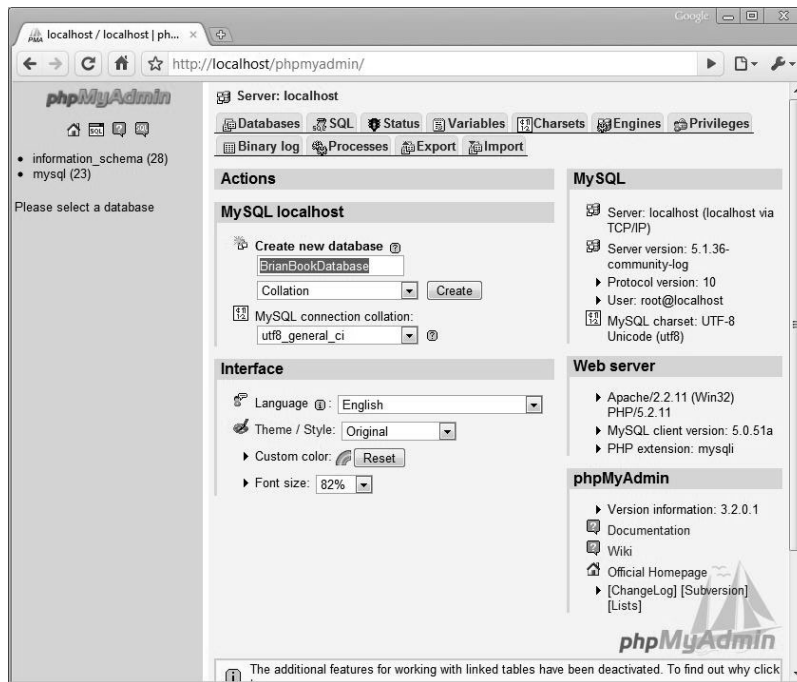 Google
localhost / localhost | ph...
http://localhost/phpmyadmin/
phpMyAdmin
information_schema (28)
mysql (23)
Please select a database
Server: localhost
Databases SQL Status Variables Charsets Engines Privileges
Binary log Processes Export Import
Actions
MySQL localhost
Create new database
BrianBookDatabase
Collation Create
MySQL connection collation:
utf8_general_ci
Interface
Language : English
Theme / Style: Original
Custom color: Reset
Font size: 82%
MySQL
Server: localhost (localhost via
TCP/IP)
Server version: 5.1.36-
community-log
Protocol version: 10
User: root@localhost
MySQL charset: UTF-8
Unicode (utf8)
Web server
Apache/2.2.11 (Win32)
PHP/5.2.11
MySQL client version: 5.0.51a
PHP extension: mysqli
phpMyAdmin
Version information: 3.2.0.1
Documentation
Wiki
Official Homepage
[ChangeLog] [Subversion]
[Lists]
phpMyAdmin
The additional features for working with linked tables have been deactivated. To find out why click